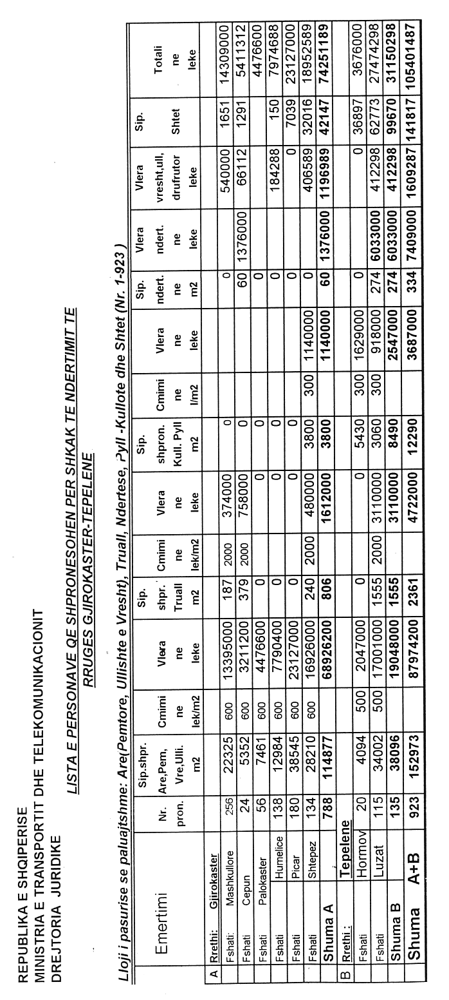 REPUBLIKA E SHQIPERISE
MINISTRIA E TRANSPORTIT DHE TELEKOMUNIKACIONIT
DREJTORIA JURIDIKE
LISTA E PERSONAVE QE SHPRONESOHEN PER SHKAK TE NDERTIMIT TE
RRUGES GJIROKASTER-TEPELENE
Lloji i pasurise se paluajtshme: Are(Pemtore, Ullishte e Vresht), Truall, Ndertese, Pyll -Kullote dhe Shtet (Nr. 1-923 )
Sip.shpr. Sip. Sip. Sip. Vlera Vlera Sip.
Emertimi Nr. Are,Pem, Cmimi Vlera shpr. Cmimi Vlera shpron. Cmimi Vlera ndert. ndert. vresht,ull, Totali
pron. Vre,Ulli. ne ne Truall ne ne Kull. Pyll ne ne ne ne drufrutor Shtet ne
m2 lek/m2 leke m2 lek/m2 leke m2 l/m2 leke m2 leke leke leke
A Rrethi: Gjirokaster
Fshati: Mashkullore 256 22325 600 13395000 187 2000 374000 0 0 540000 1651 14309000
Fshati Cepun 24 5352 600 3211200 379 2000 758000 0 60 1376000 66112 1291 5411312
Fshati Palokaster 56 7461 600 4476600 0 0 0 0 4476600
Fshati Humelice 138 12984 600 7790400 0 0 0 0 184288 150 7974688
Fshati Picar 180 38545 600 23127000 0 0 0 0 0 7039 23127000
Fshati Shtepez 134 28210 600 16926000 240 2000 480000 3800 300 1140000 0 406589 32016 18952589
Shuma A 788 114877 68926200 806 1612000 3800 1140000 60 1376000 1196989 42147 74251189
B Rrethi : Tepelene
Fshati Hormov 20 4094 500 2047000 0 0 5430 300 1629000 0 0 36897 3676000
Fshati Luzat 115 34002 500 17001000 1555 2000 3110000 3060 300 918000 274 6033000 412298 62773 27474298
Shuma B 135 38096 19048000 1555 3110000 8490 2547000 274 6033000 412298 99670 31150298
Shuma A+B 923 152973 87974200 2361 4722000 12290 3687000 334 7409000 1609287 141817 105401487